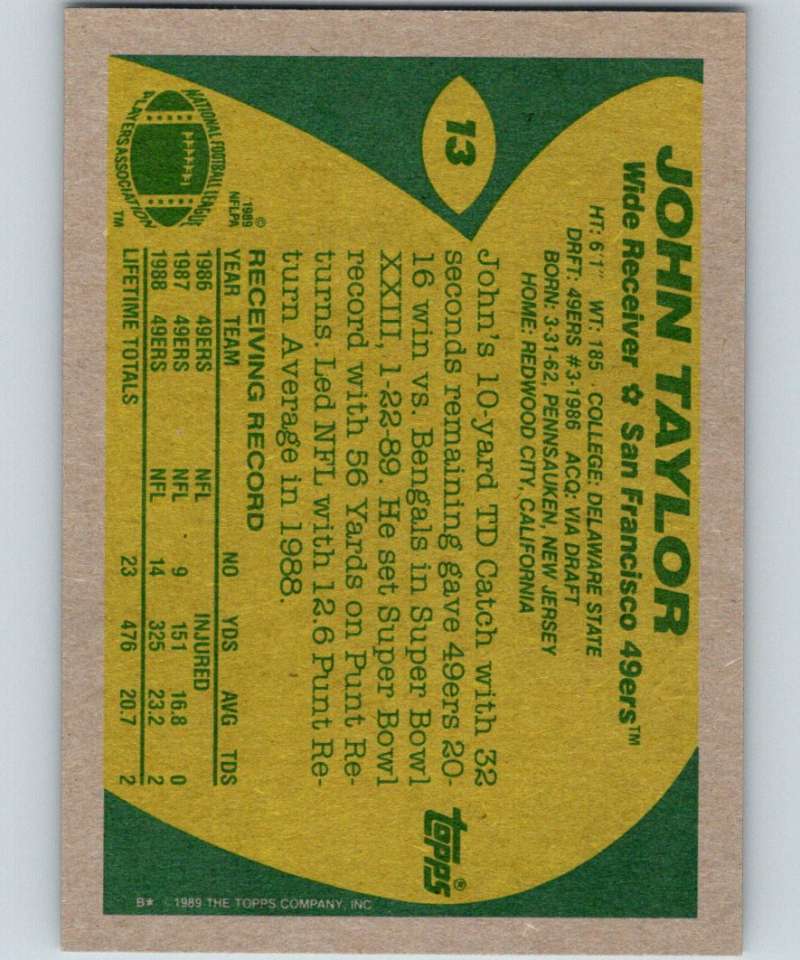 13
JOHN TAYLOR
Wide Receiver ✿ San Francisco 49ers™
HT: 6'1" WT: 185 COLLEGE: DELAWARE STATE
DRFT: 49ERS #3-1986 ACQ: VIA DRAFT
BORN: 3-31-62, PENNSAUKEN, NEW JERSEY
HOME: REDWOOD CITY, CALIFORNIA
John's 10-yard TD Catch with 32
seconds remaining gave 49ers 20-
16 win vs. Bengals in Super Bowl
XXIII, 1-22-89. He set Super Bowl
record with 56 Yards on Punt Re-
turns. Led NFL with 12.6 Punt Re-
turn Average in 1988.
topps®
RECEIVING RECORD
YEAR TEAM NO YDS AVG TDS
1986 49ERS NFL INJURED
1987 49ERS NFL 9 151 16.8 0
1988 49ERS NFL 14 325 23.2 2
LIFETIME TOTALS 23 476 20.7 2
NATIONAL FOOTBALL LEAGUE
PLAYERS ASSOCIATION
TM
©
1989
NFLPA
B* ©1989 THE TOPPS COMPANY, INC